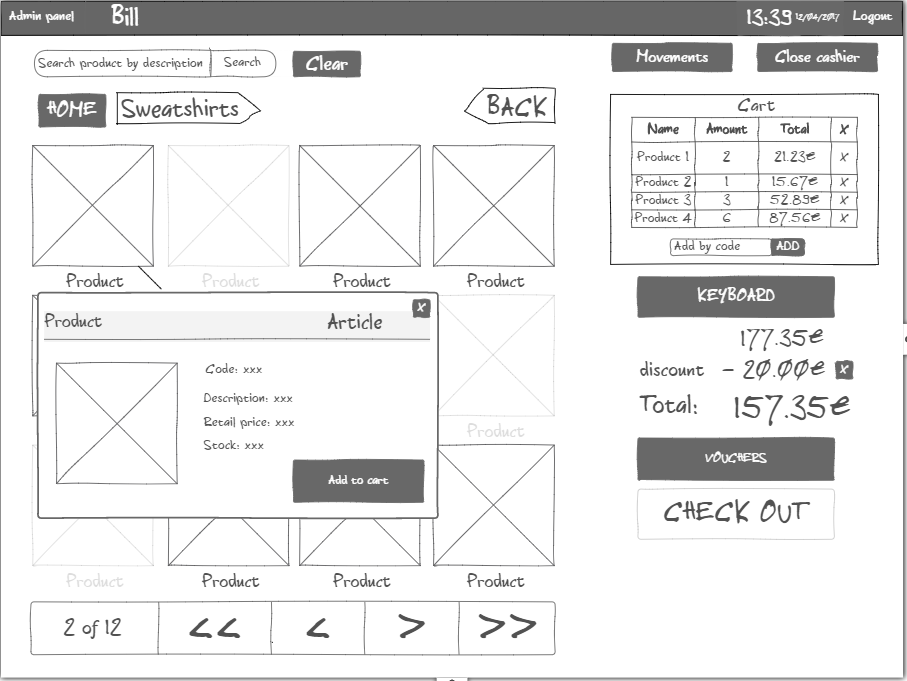 Admin panel Bill 13:39 12/04/2017 Logout
Search product by description Search Clear
Movements Close cashier
HOME Sweatshirts BACK
Product Product Product Product
Product Article X
Code: xxx
Description: xxx
Retail price: xxx
Stock: xxx
Add to cart
Product
Product Product Product Product
2 of 12 << < > >>
Cart
Name Amount Total X
Product 1 2 21.23€ X
Product 2 1 15.67€ X
Product 3 3 52.89€ X
Product 4 6 87.56€ X
Add by code ADD
KEYBOARD
177.35€
discount - 20.00€ X
Total: 157.35€
VOUCHERS
CHECK OUT